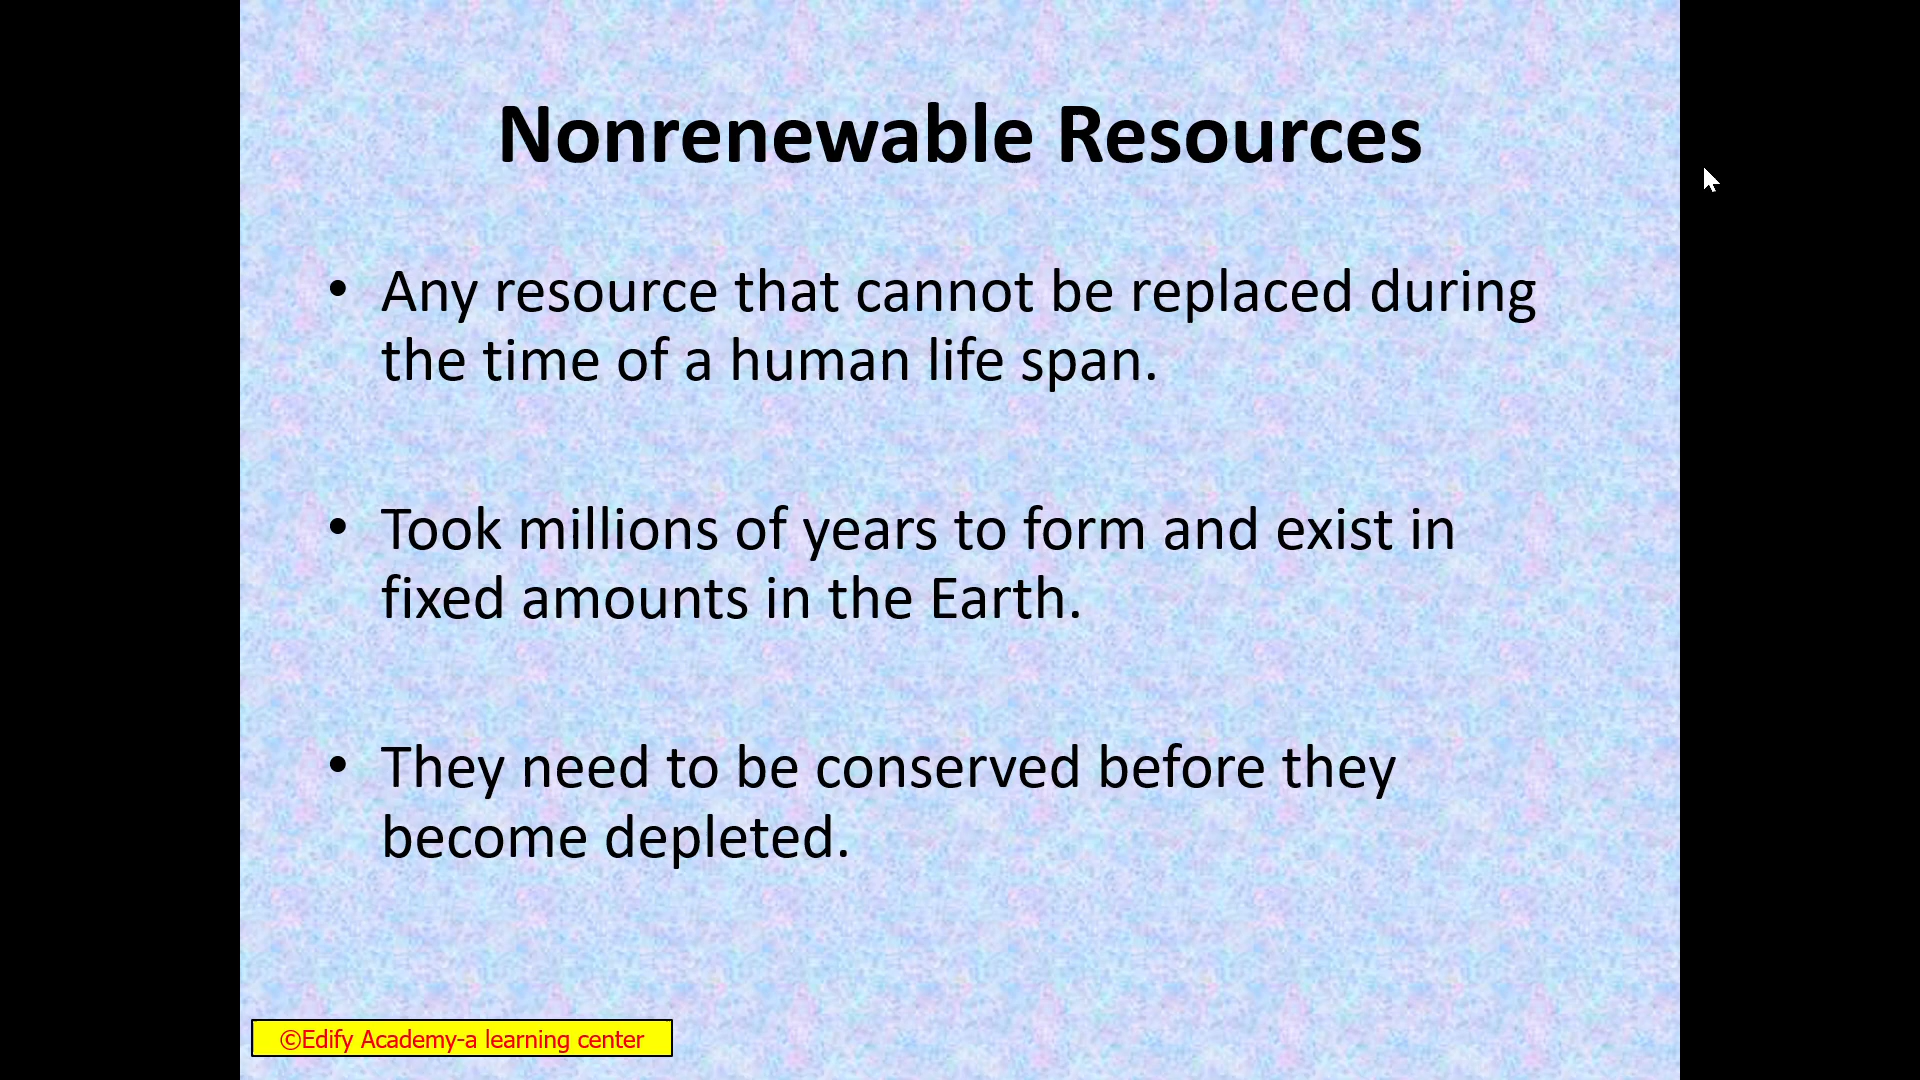 Nonrenewable Resources
• Any resource that cannot be replaced during
the time of a human life span.
• Took millions of years to form and exist in
fixed amounts in the Earth.
• They need to be conserved before they
become depleted.
©Edify Academy-a learning center